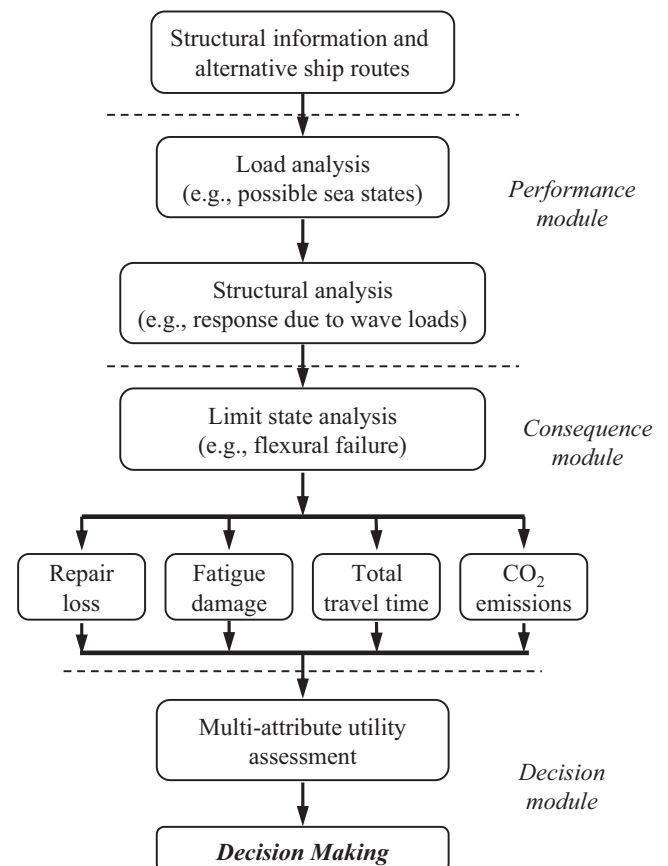 Structural information and
alternative ship routes
Load analysis
(e.g., possible sea states)
Performance
module
Structural analysis
(e.g., response due to wave loads)
Limit state analysis
(e.g., flexural failure)
Consequence
module
Repair
loss
Fatigue
damage
Total
travel time
CO₂
emissions
Multi-attribute utility
assessment
Decision
module
Decision Making